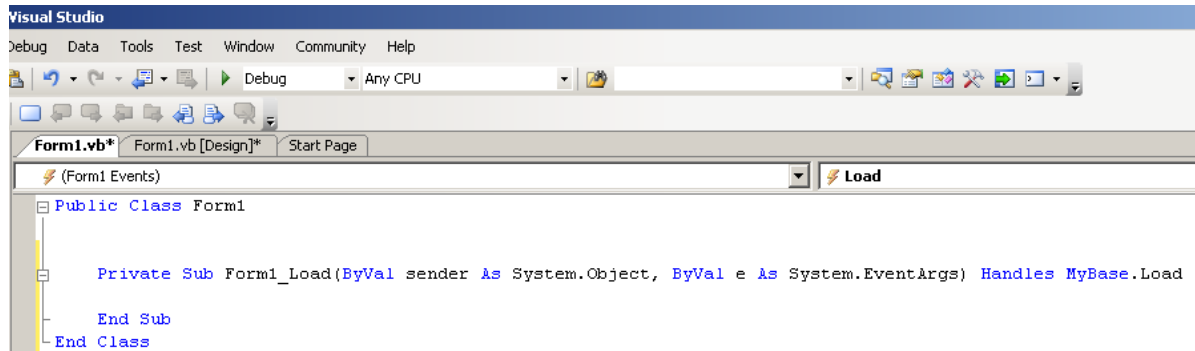 Visual Studio
Debug Data Tools Test Window Community Help
Debug Any CPU
Form1.vb* Form1.vb [Design]* Start Page
(Form1 Events) Load
Public Class Form1
Private Sub Form1_Load(ByVal sender As System.Object, ByVal e As System.EventArgs) Handles MyBase.Load
End Sub
End Class